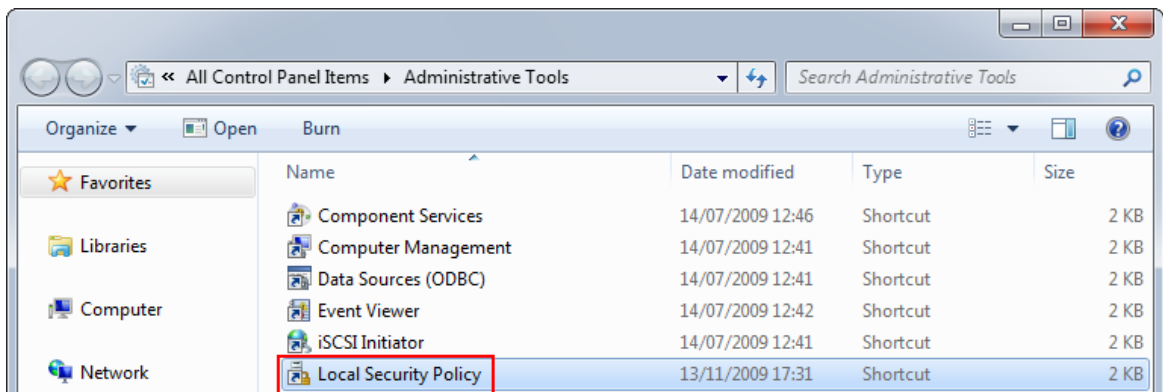 « All Control Panel Items ▸ Administrative Tools Search Administrative Tools
Organize Open Burn
Favorites
Libraries
Computer
Network
Name Date modified Type Size
Component Services 14/07/2009 12:46 Shortcut 2 KB
Computer Management 14/07/2009 12:41 Shortcut 2 KB
Data Sources (ODBC) 14/07/2009 12:41 Shortcut 2 KB
Event Viewer 14/07/2009 12:42 Shortcut 2 KB
iSCSI Initiator 14/07/2009 12:41 Shortcut 2 KB
Local Security Policy 13/11/2009 17:31 Shortcut 2 KB